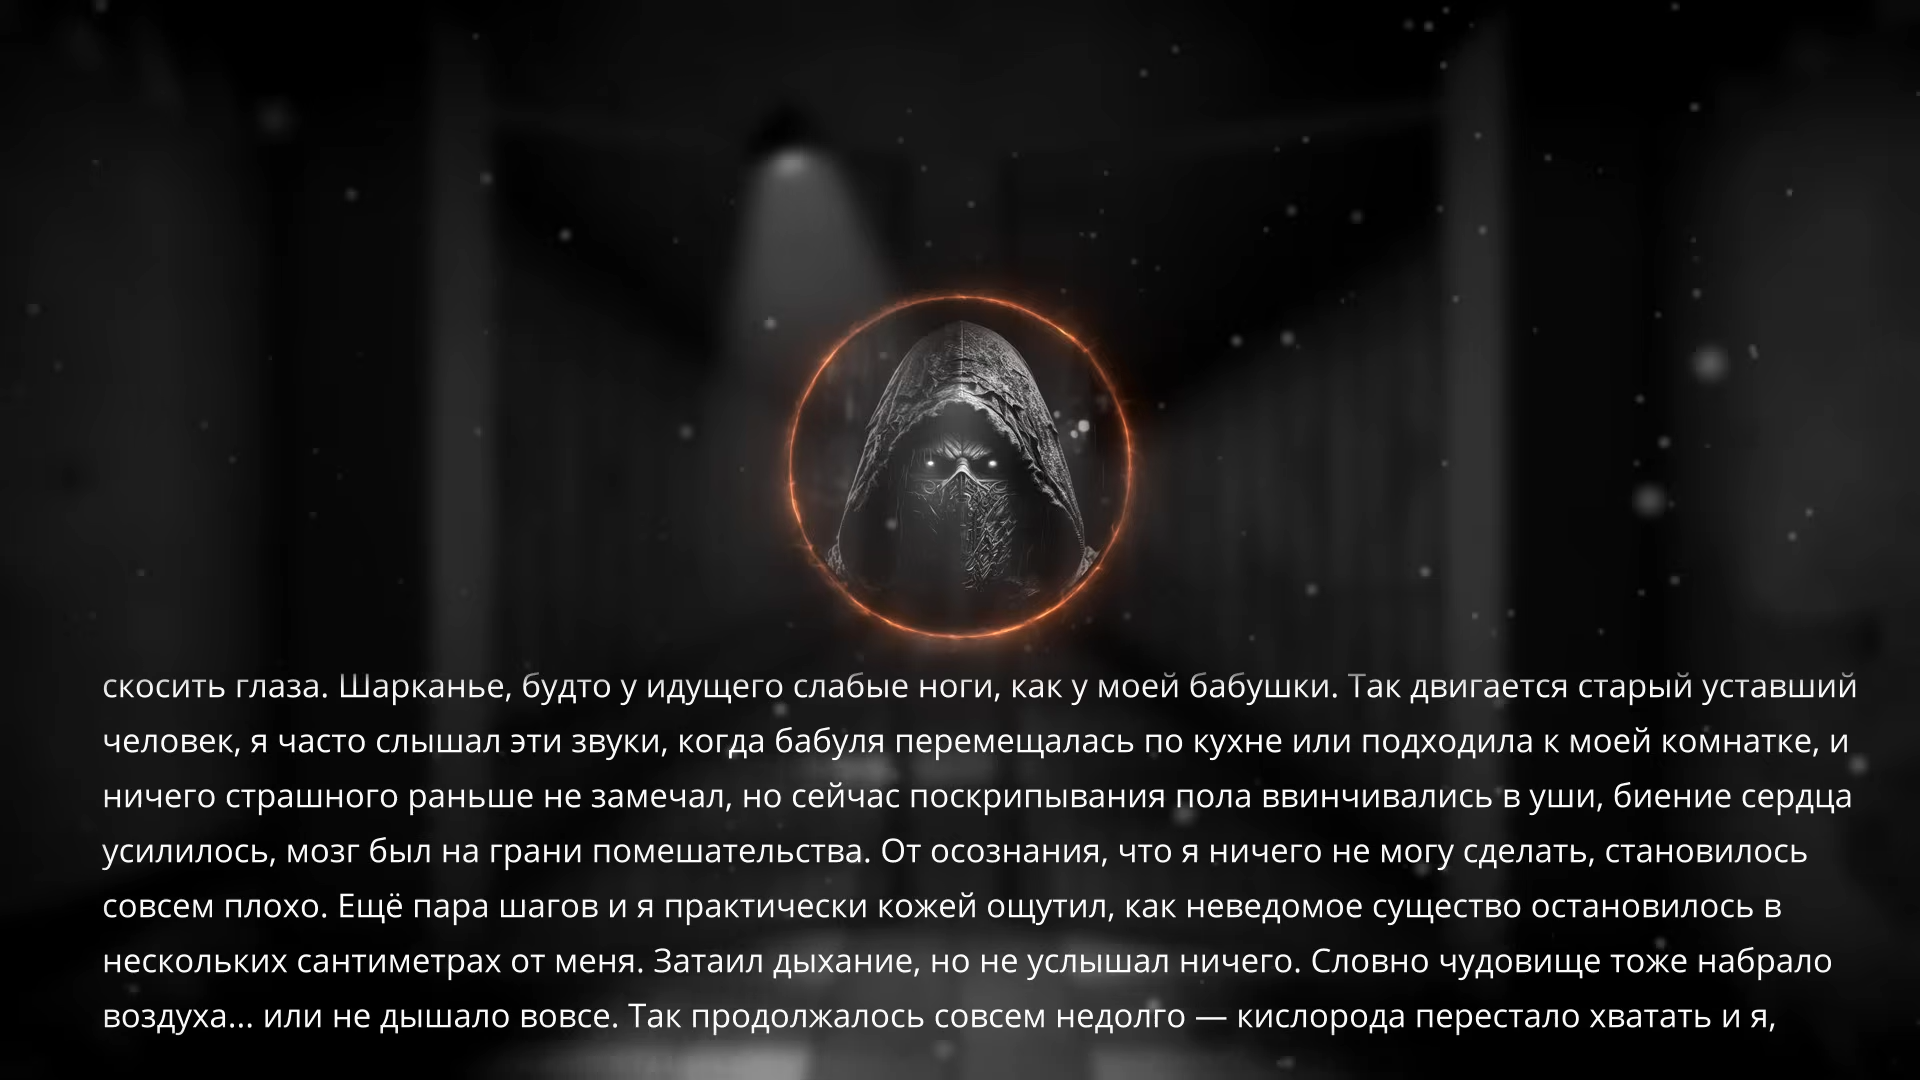 скосить глаза. Шарканье, будто у идущего слабые ноги, как у моей бабушки. Так двигается старый уставший
человек, я часто слышал эти звуки, когда бабуля перемещалась по кухне или подходила к моей комнатке, и
ничего страшного раньше не замечал, но сейчас поскрипывания пола ввинчивались в уши, биение сердца
усилилось, мозг был на грани помешательства. От осознания, что я ничего не могу сделать, становилось
совсем плохо. Ещё пара шагов и я практически кожей ощутил, как неведомое существо остановилось в
нескольких сантиметрах от меня. Затаил дыхание, но не услышал ничего. Словно чудовище тоже набрало
воздуха... или не дышало вовсе. Так продолжалось совсем недолго — кислорода перестало хватать и я,